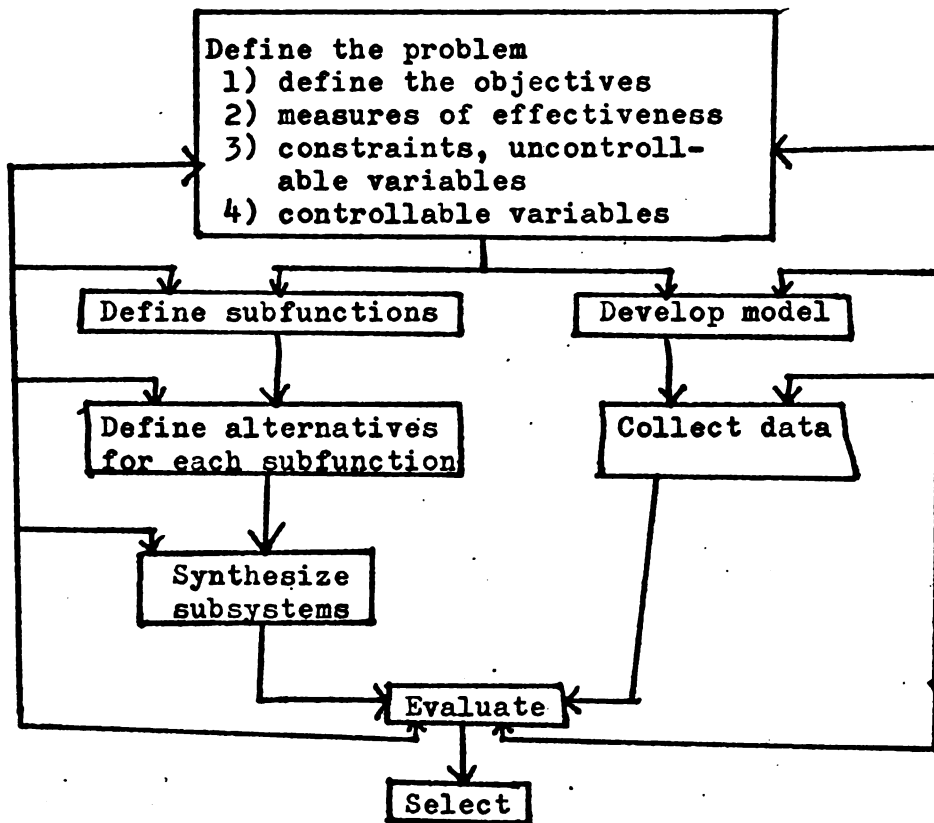 Define the problem
1) define the objectives
2) measures of effectiveness
3) constraints, uncontroll-
able variables
4) controllable variables
Define subfunctions
Develop model
Define alternatives
for each subfunction
Collect data
Synthesize
subsystems
Evaluate
Select